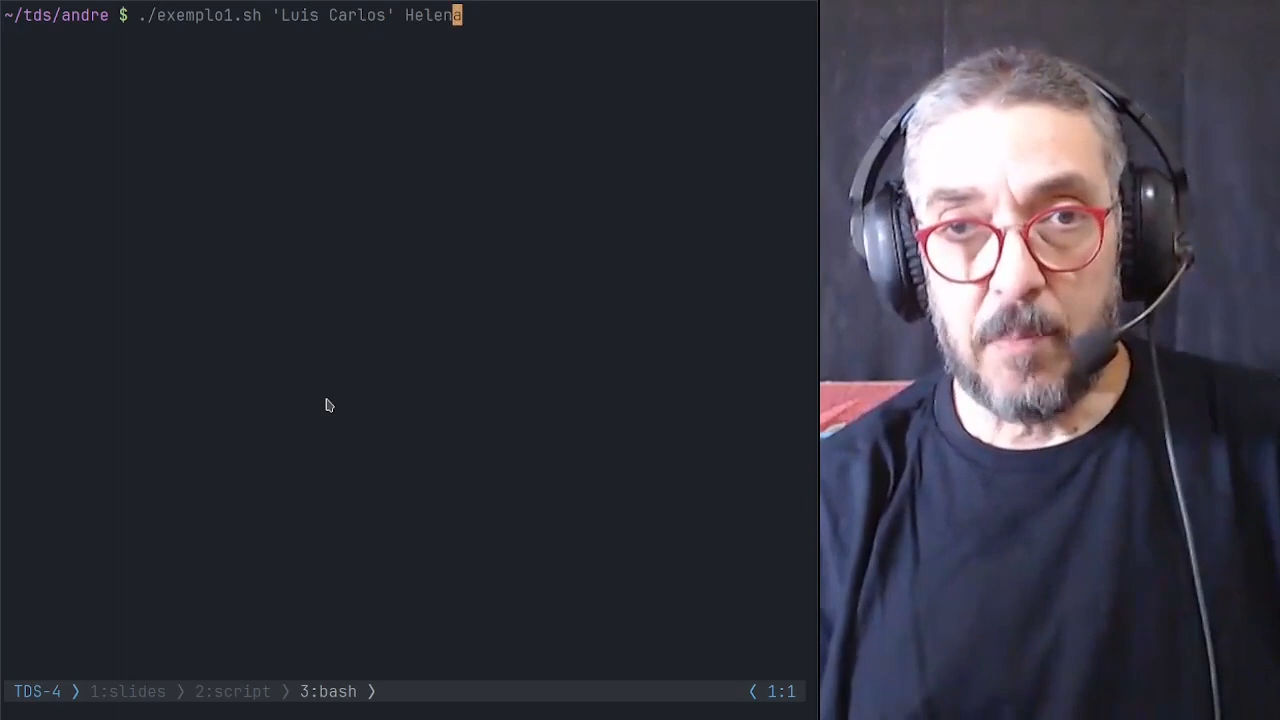 ~/tds/andre $ ./exemplo1.sh 'Luis Carlos' Helena
TDS-4 ❭ 1:slides ❭ 2:script ❭ 3:bash ❭ ❬ 1:1